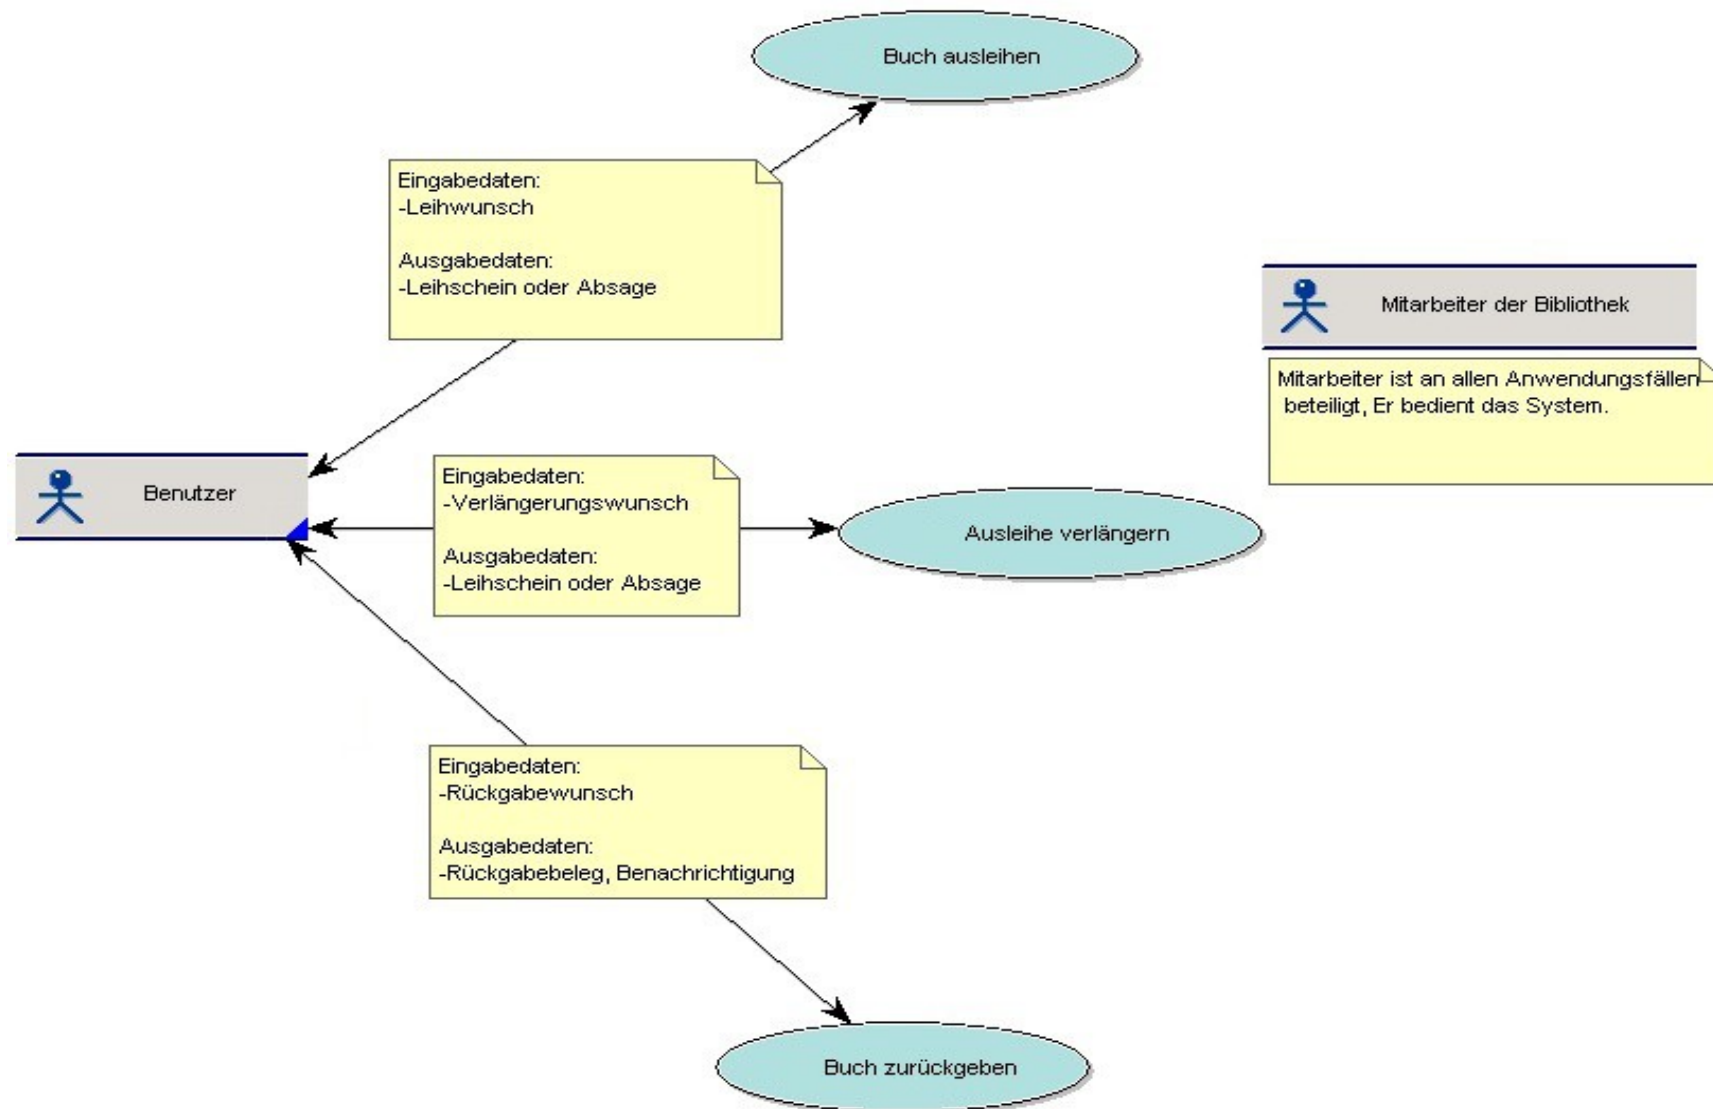 Buch ausleihen
Eingabedaten:
-Leihwunsch
Ausgabedaten:
-Leihschein oder Absage
Mitarbeiter der Bibliothek
Mitarbeiter ist an allen Anwendungsfällen
beteiligt, Er bedient das System.
Benutzer
Eingabedaten:
-Verlängerungswunsch
Ausgabedaten:
-Leihschein oder Absage
Ausleihe verlängern
Eingabedaten:
-Rückgabewunsch
Ausgabedaten:
-Rückgabebeleg, Benachrichtigung
Buch zurückgeben